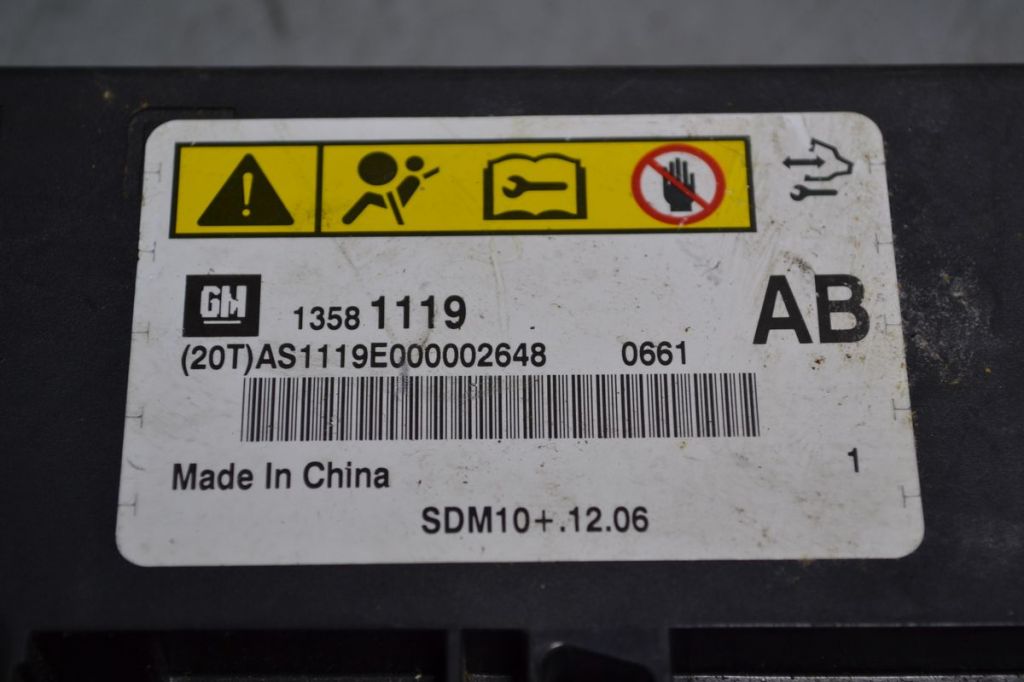 GM 1358 1119 AB
(20T)AS1119E000002648 0661
1
Made In China
SDM10+.12.06